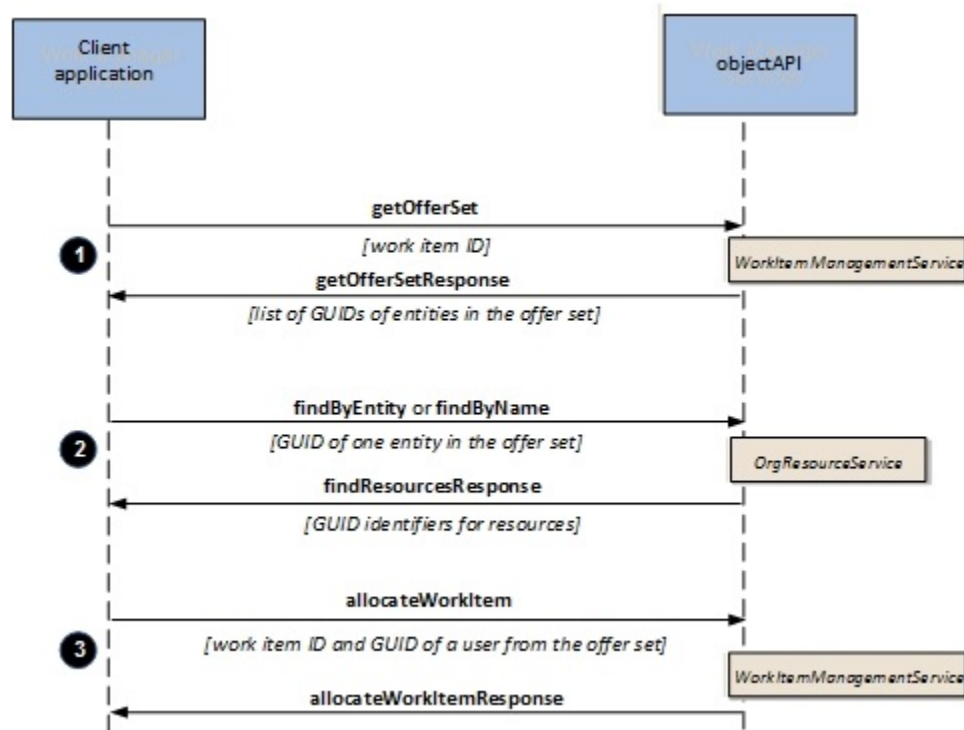 Client
application
objectAPI
getOfferSet
1
[work item ID]
WorkItemManagementService
getOfferSetResponse
[list of GUIDs of entities in the offer set]
findByEntity or findByName
2
[GUID of one entity in the offer set]
OrgResourceService
findResourcesResponse
[GUID identifiers for resources]
allocateWorkItem
3
[work item ID and GUID of a user from the offer set]
WorkItemManagementService
allocateWorkItemResponse